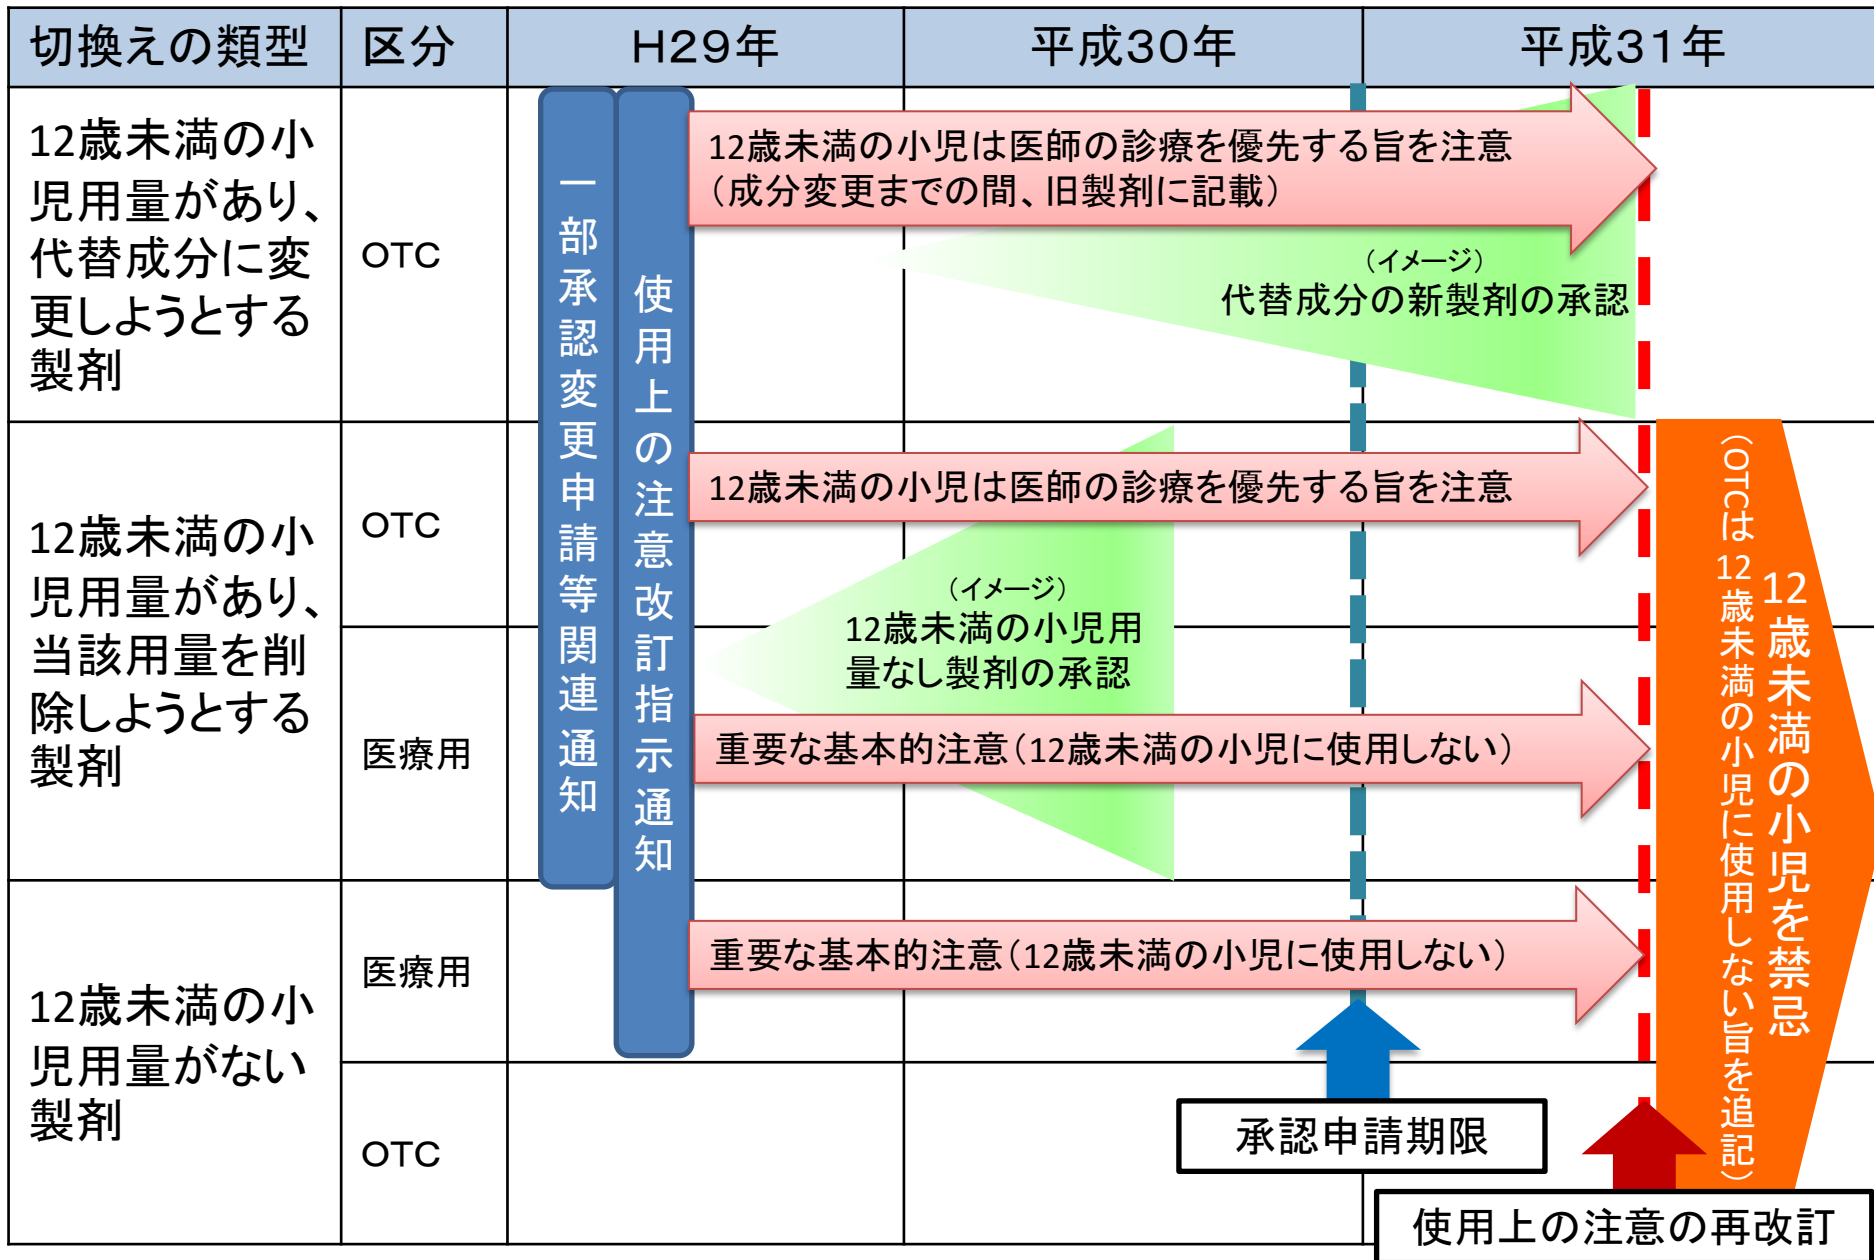 切換えの類型
区分
H29年
平成30年
平成31年
12歳未満の小
児用量があり、
代替成分に変
更しようとする
製剤
OTC
一部承認変更申請等関連通知
使用上の注意改訂指示通知
12歳未満の小児は医師の診療を優先する旨を注意
（成分変更までの間、旧製剤に記載）
（イメージ）
代替成分の新製剤の承認
12歳未満の小
児用量があり、
当該用量を削
除しようとする
製剤
OTC
12歳未満の小児は医師の診療を優先する旨を注意
（イメージ）
12歳未満の小児用
量なし製剤の承認
医療用
重要な基本的注意（12歳未満の小児に使用しない）
12歳未満の小児を禁忌
（OTCは12歳未満の小児に使用しない旨を追記）
12歳未満の小
児用量がない
製剤
医療用
重要な基本的注意（12歳未満の小児に使用しない）
OTC
承認申請期限
使用上の注意の再改訂